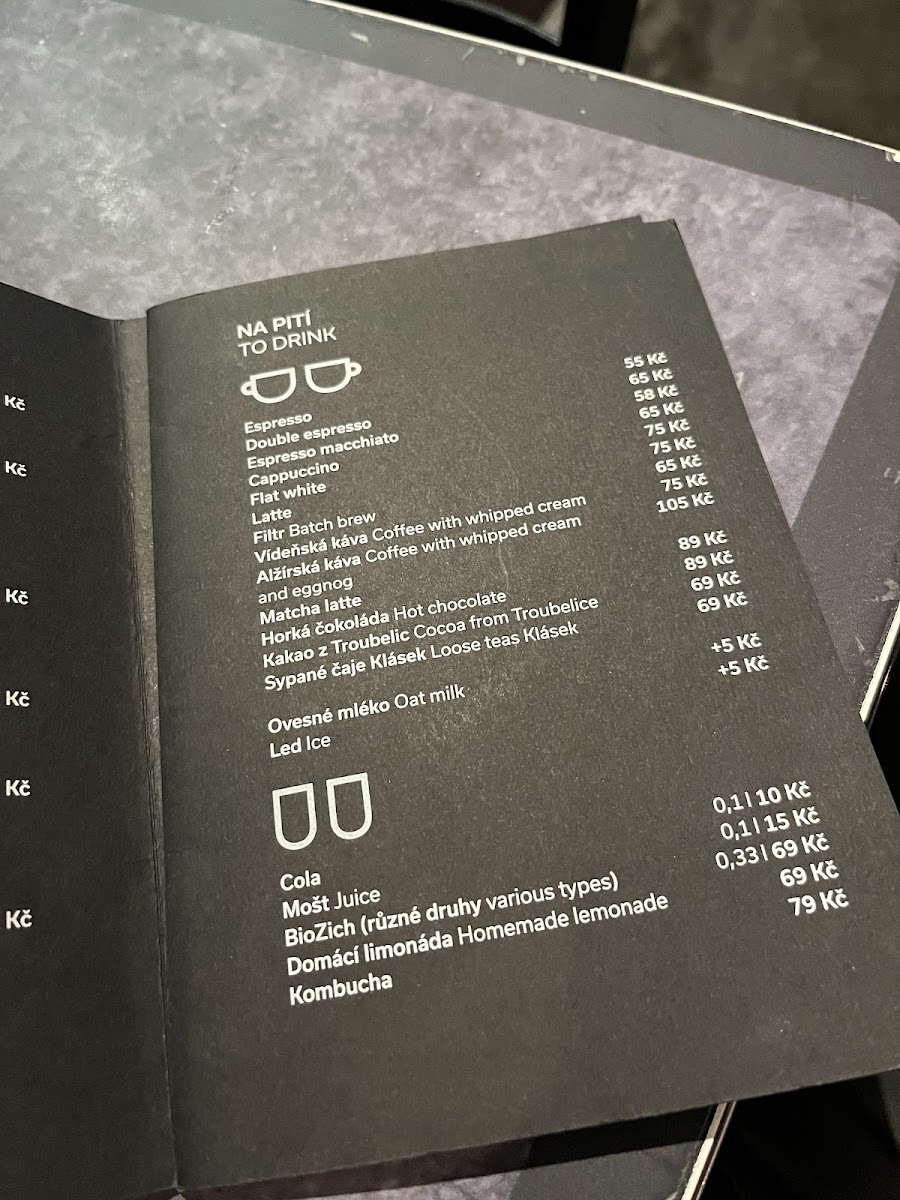 Kč
Kč
Kč
Kč
Kč
Kč
NA PITÍ
TO DRINK
Espresso 55 Kč
Double espresso 65 Kč
Espresso macchiato 58 Kč
Cappuccino 65 Kč
Flat white 75 Kč
Latte 75 Kč
Filtr Batch brew 65 Kč
Vídeňská káva Coffee with whipped cream 75 Kč
Alžírská káva Coffee with whipped cream 105 Kč
and eggnog
Matcha latte 89 Kč
Horká čokoláda Hot chocolate 89 Kč
Kakao z Troubelic Cocoa from Troubelice 69 Kč
Sypané čaje Klásek Loose teas Klásek 69 Kč
Ovesné mléko Oat milk +5 Kč
Led Ice +5 Kč
Cola 0,1 l 10 Kč
Mošt Juice 0,1 l 15 Kč
BioZich (různé druhy various types) 0,33 l 69 Kč
Domácí limonáda Homemade lemonade 69 Kč
Kombucha 79 Kč